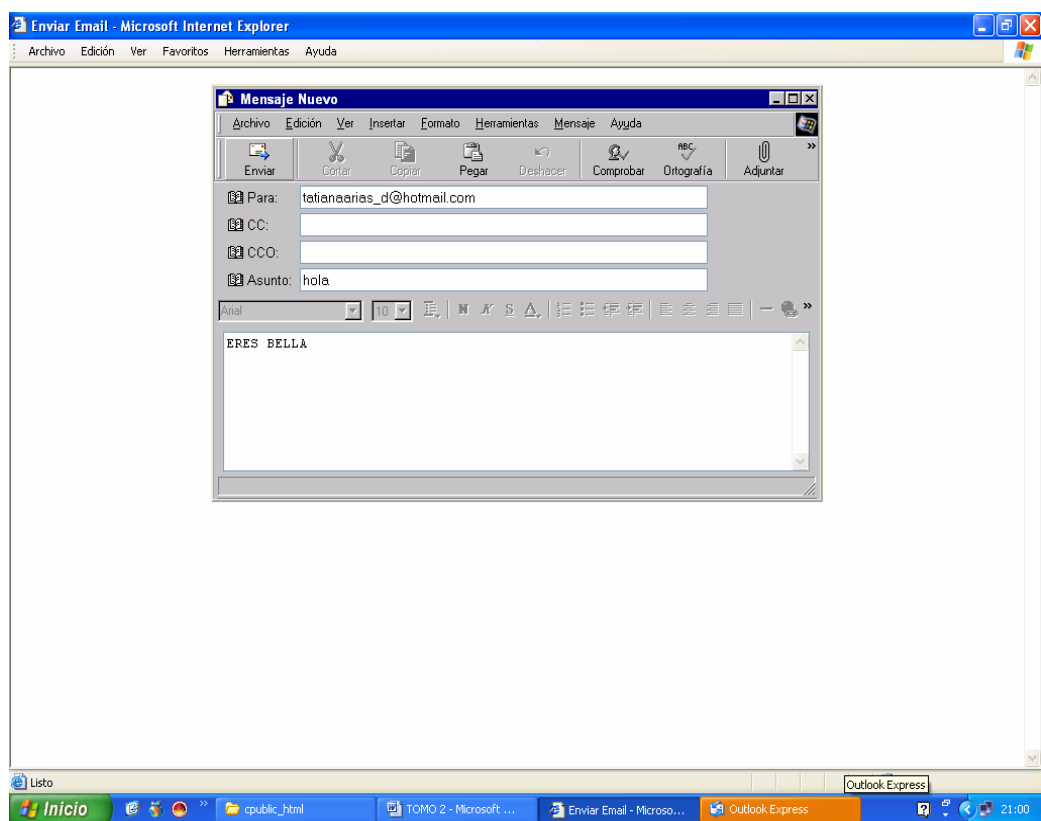 Enviar Email - Microsoft Internet Explorer
Archivo Edición Ver Favoritos Herramientas Ayuda
Mensaje Nuevo
Archivo Edición Ver Insertar Formato Herramientas Mensaje Ayuda
Enviar Cortar Copiar Pegar Deshacer Comprobar Ortografía Adjuntar
Para: tatianaarias_d@hotmail.com
CC:
CCO:
Asunto: hola
Arial 10 N K S A
ERES BELLA
Listo
Outlook Express
Inicio cpublic_html TOMO 2 - Microsoft ... Enviar Email - Microso... Outlook Express 21:00